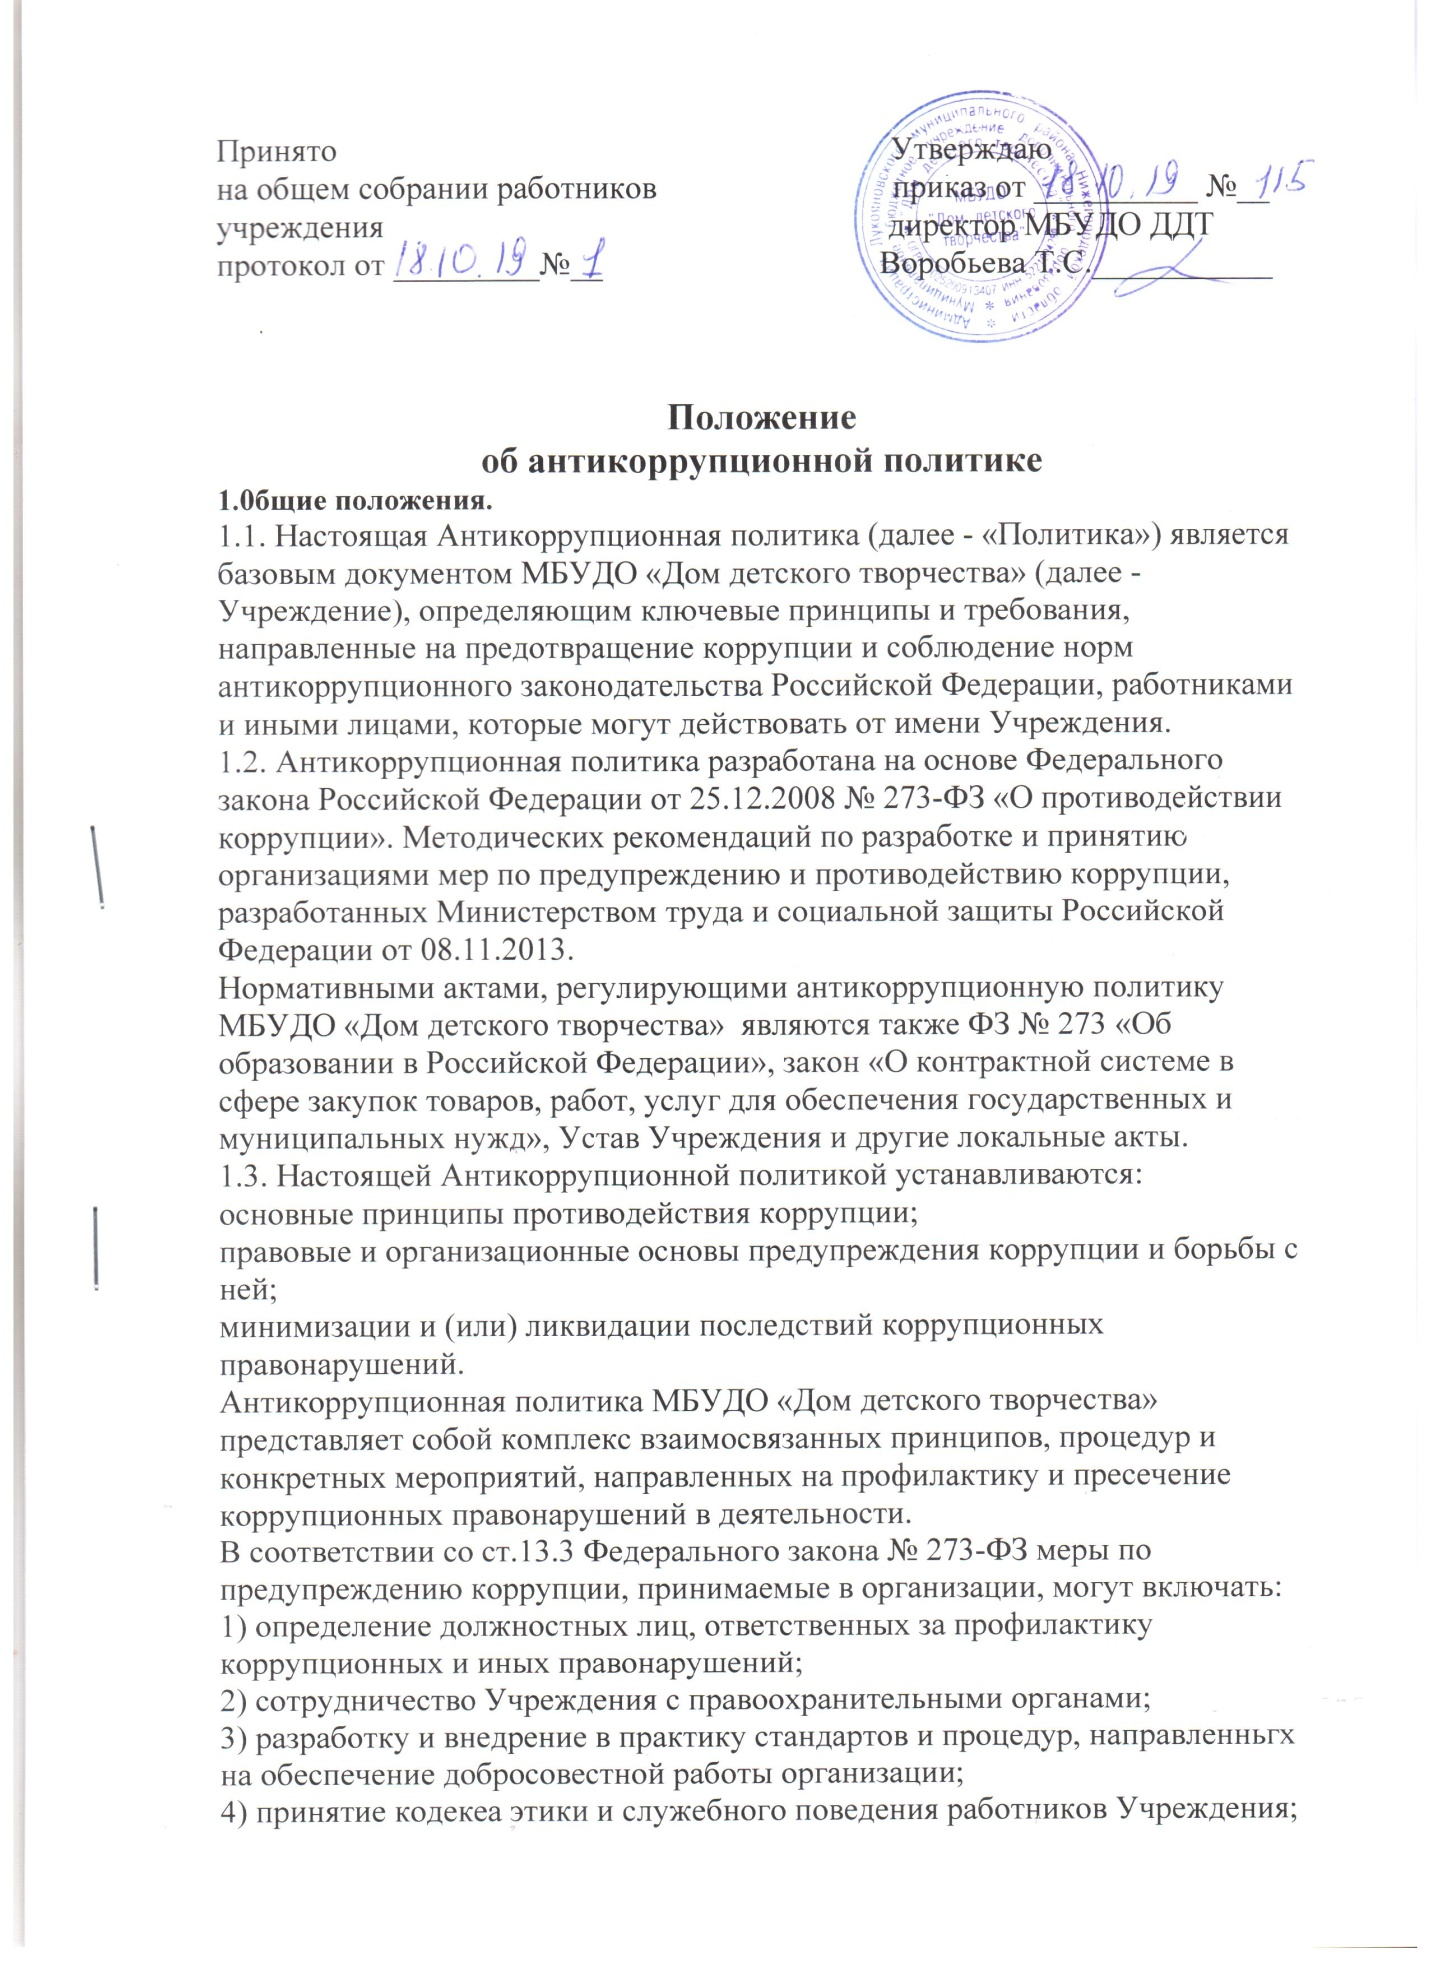 Принято
на общем собрании работников
учреждения
протокол от 18.10.19 № 1
Утверждаю
приказ от 18.10.19 № 115
директор МБУДО ДДТ
Воробьева Т.С.
МБУДО
"Дом детского
творчества"
Положение
об антикоррупционной политике
1.0бщие положения.
1.1. Настоящая Антикоррупционная политика (далее - «Политика») является
базовым документом МБУДО «Дом детского творчества» (далее -
Учреждение), определяющим ключевые принципы и требования,
направленные на предотвращение коррупции и соблюдение норм
антикоррупционного законодательства Российской Федерации, работниками
и иными лицами, которые могут действовать от имени Учреждения.
1.2. Антикоррупционная политика разработана на основе Федерального
закона Российской Федерации от 25.12.2008 № 273-ФЗ «О противодействии
коррупции». Методических рекомендаций по разработке и принятию
организациями мер по предупреждению и противодействию коррупции,
разработанных Министерством труда и социальной защиты Российской
Федерации от 08.11.2013.
Нормативными актами, регулирующими антикоррупционную политику
МБУДО «Дом детского творчества» являются также ФЗ № 273 «Об
образовании в Российской Федерации», закон «О контрактной системе в
сфере закупок товаров, работ, услуг для обеспечения государственных и
муниципальных нужд», Устав Учреждения и другие локальные акты.
1.3. Настоящей Антикоррупционной политикой устанавливаются:
основные принципы противодействия коррупции;
правовые и организационные основы предупреждения коррупции и борьбы с
ней;
минимизации и (или) ликвидации последствий коррупционных
правонарушений.
Антикоррупционная политика МБУДО «Дом детского творчества»
представляет собой комплекс взаимосвязанных принципов, процедур и
конкретных мероприятий, направленных на профилактику и пресечение
коррупционных правонарушений в деятельности.
В соответствии со ст.13.3 Федерального закона № 273-ФЗ меры по
предупреждению коррупции, принимаемые в организации, могут включать:
1) определение должностных лиц, ответственных за профилактику
коррупционных и иных правонарушений;
2) сотрудничество Учреждения с правоохранительными органами;
3) разработку и внедрение в практику стандартов и процедур, направленньгх
на обеспечение добросовестной работы организации;
4) принятие кодекеа этики и служебного поведения работников Учреждения;